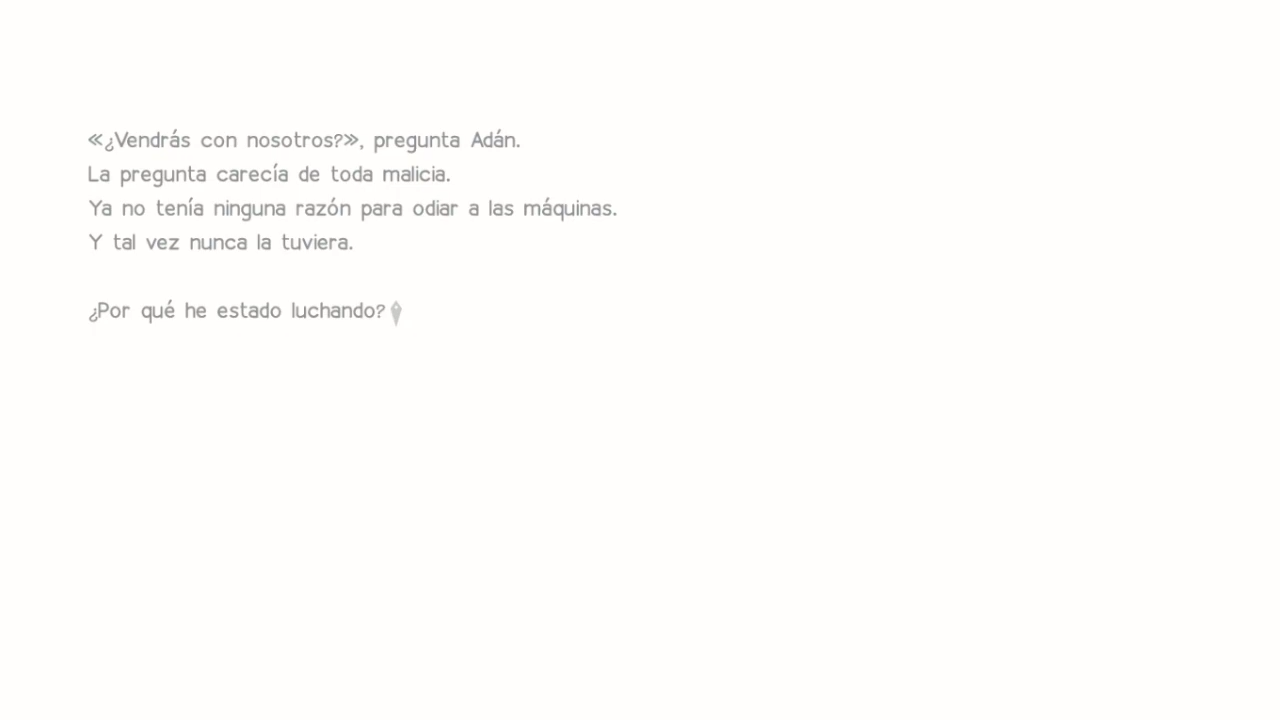 «¿Vendrás con nosotros?», pregunta Adán.
La pregunta carecía de toda malicia.
Ya no tenía ninguna razón para odiar a las máquinas.
Y tal vez nunca la tuviera.
¿Por qué he estado luchando?